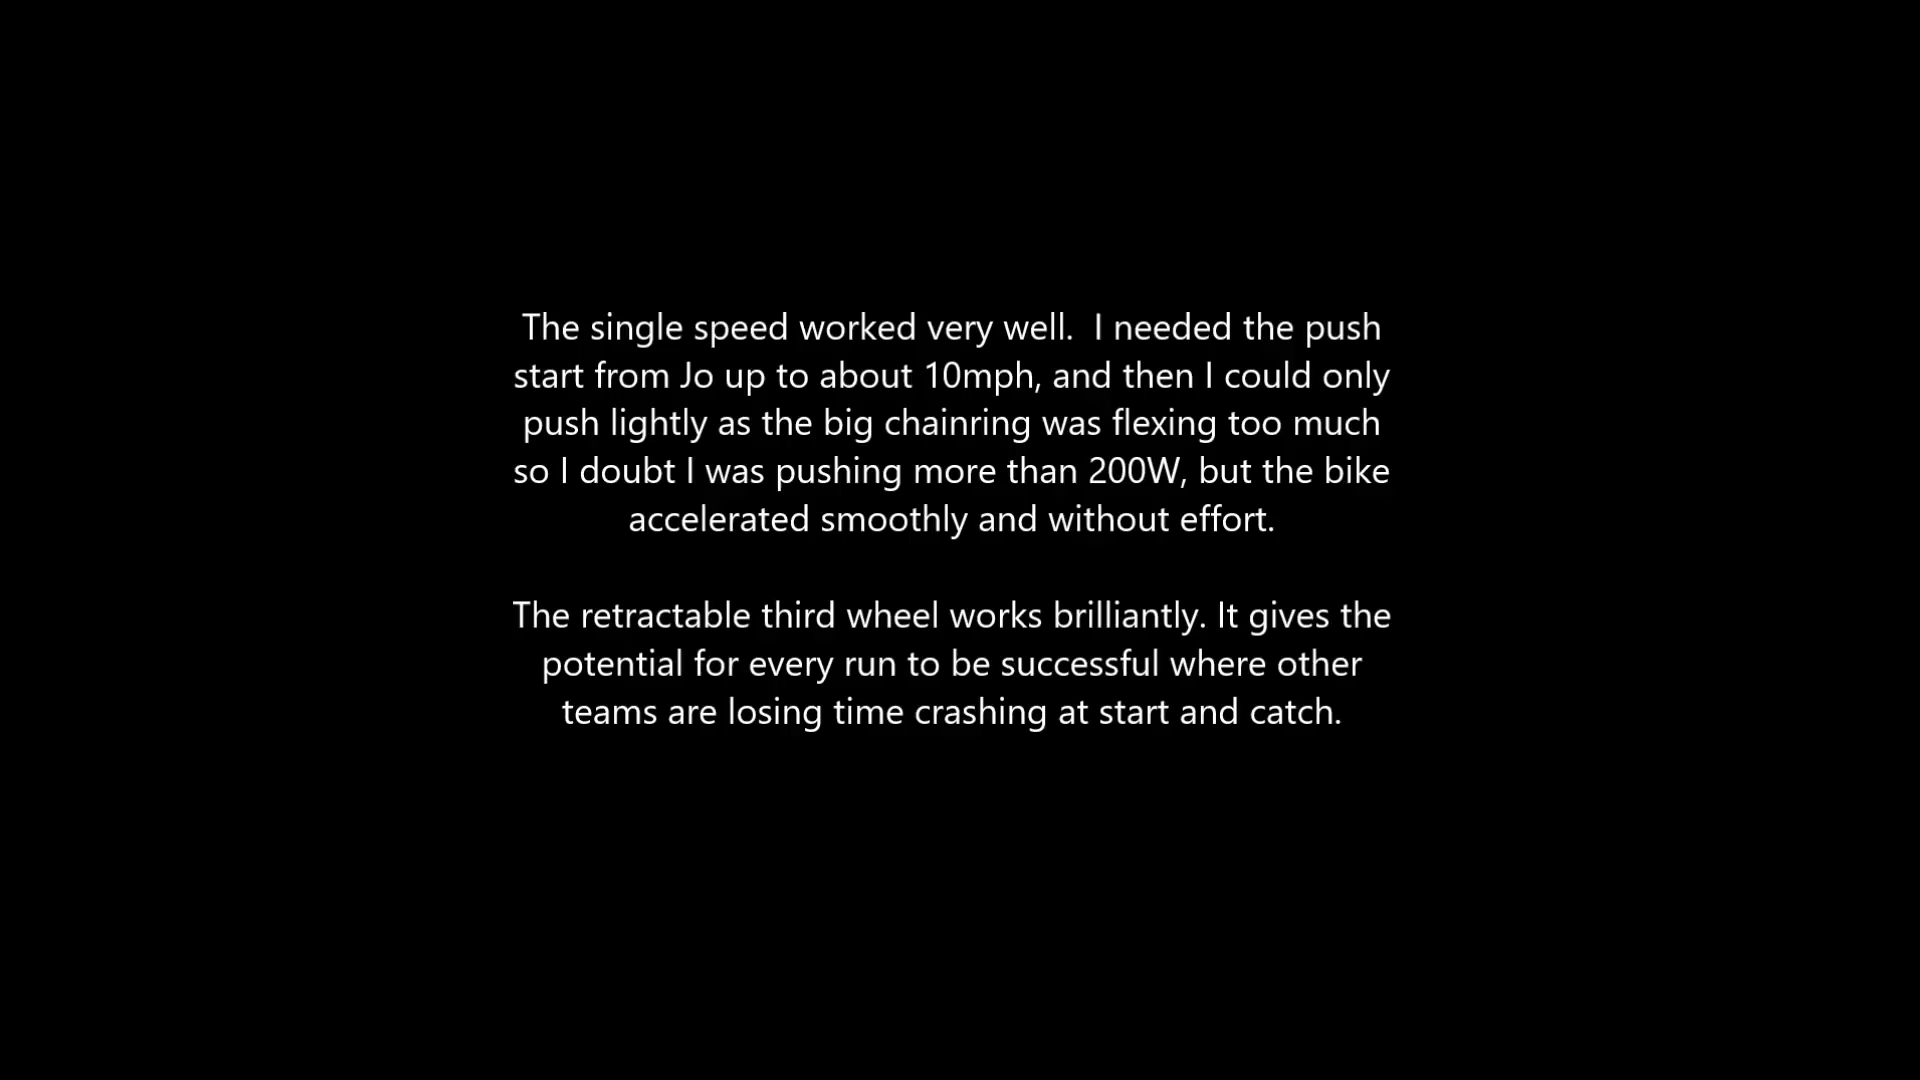 The single speed worked very well.  I needed the push
start from Jo up to about 10mph, and then I could only
push lightly as the big chainring was flexing too much
so I doubt I was pushing more than 200W, but the bike
accelerated smoothly and without effort.
The retractable third wheel works brilliantly. It gives the
potential for every run to be successful where other
teams are losing time crashing at start and catch.